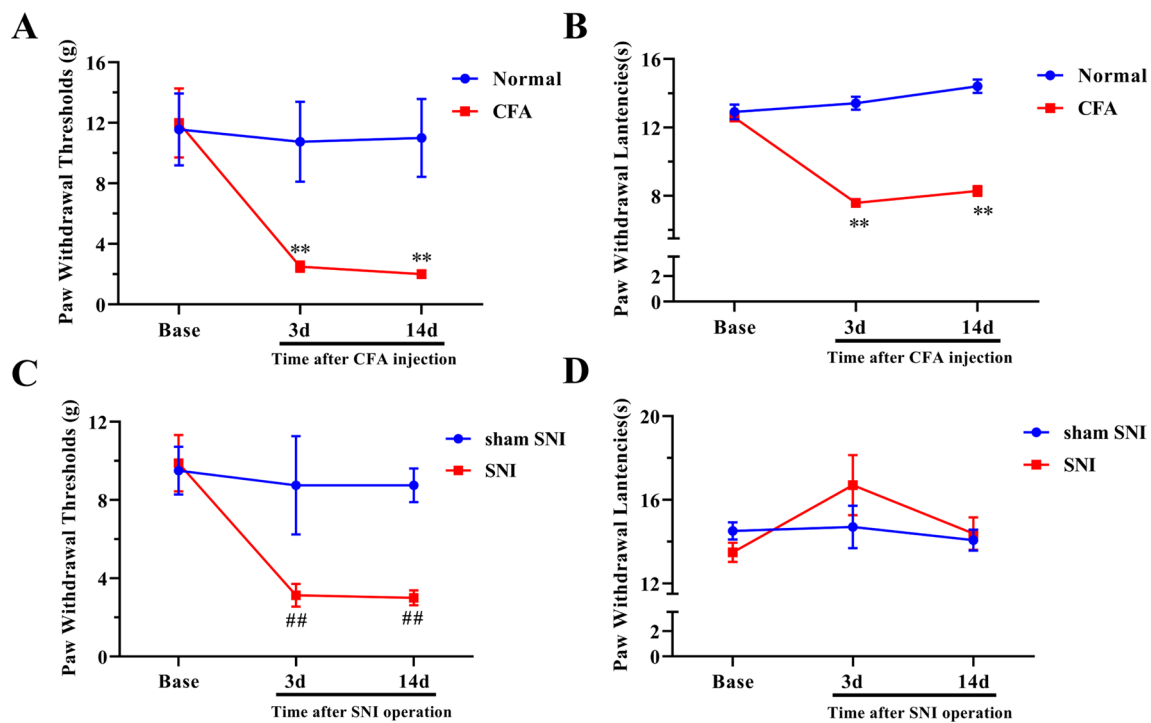 A
Paw Withdrawal Thresholds (g)
16
12
8
4
0
Normal
CFA
**
**
Base
3d
14d
Time after CFA injection
B
Paw Withdrawal Lantencies(s)
16
12
8
2
0
Normal
CFA
**
**
Base
3d
14d
Time after CFA injection
C
Paw Withdrawal Thresholds (g)
12
8
4
0
sham SNI
SNI
##
##
Base
3d
14d
Time after SNI operation
D
Paw Withdrawal Lantencies(s)
20
16
12
2
0
sham SNI
SNI
Base
3d
14d
Time after SNI operation